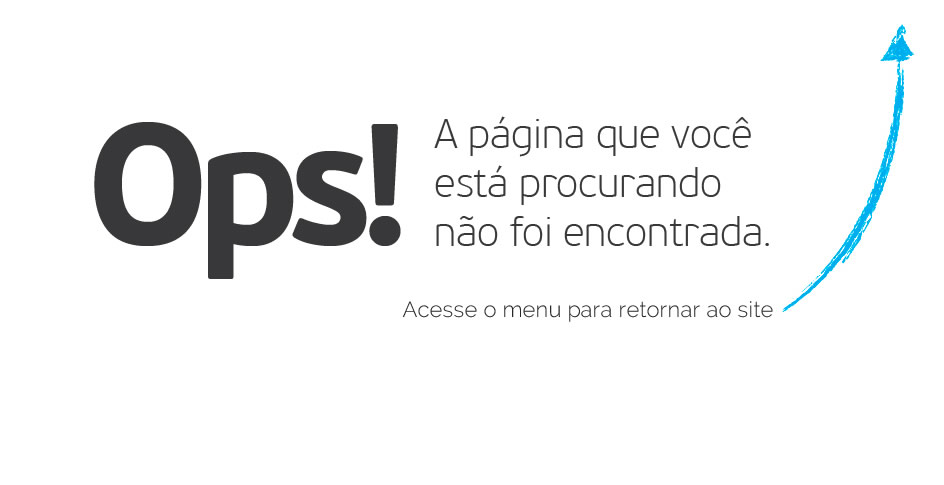 Ops!
A página que você
está procurando
não foi encontrada.
Acesse o menu para retornar ao site